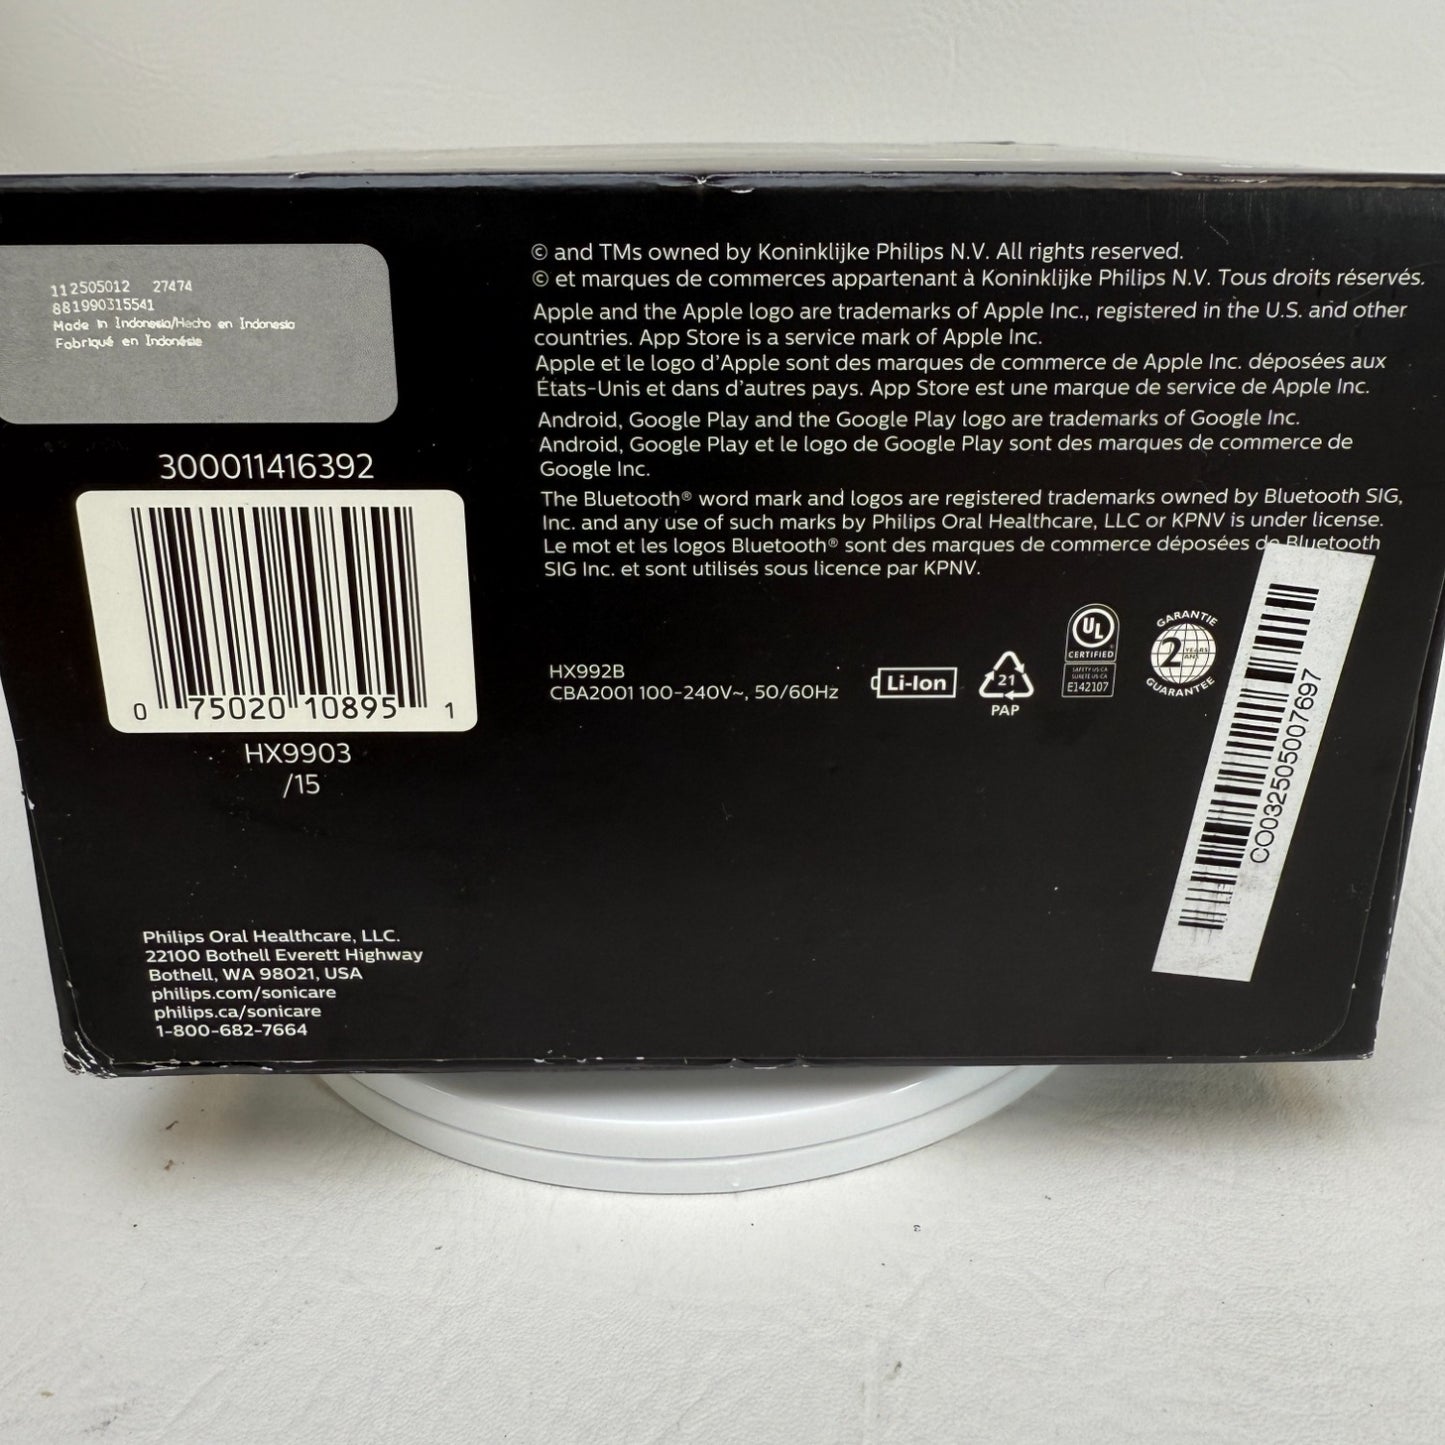 112505012 27474
881990315541
Made in Indonesia/Hecho en Indonesia
Fabriqué en Indonésie
300011416392
0 75020 10895 1
HX9903
/15
Philips Oral Healthcare, LLC.
22100 Bothell Everett Highway
Bothell, WA 98021, USA
philips.com/sonicare
philips.ca/sonicare
1-800-682-7664
© and TMs owned by Koninklijke Philips N.V. All rights reserved.
© et marques de commerces appartenant à Koninklijke Philips N.V. Tous droits réservés.
Apple and the Apple logo are trademarks of Apple Inc., registered in the U.S. and other
countries. App Store is a service mark of Apple Inc.
Apple et le logo d'Apple sont des marques de commerce de Apple Inc. déposées aux
États-Unis et dans d'autres pays. App Store est une marque de service de Apple Inc.
Android, Google Play and the Google Play logo are trademarks of Google Inc.
Android, Google Play et le logo de Google Play sont des marques de commerce de
Google Inc.
The Bluetooth® word mark and logos are registered trademarks owned by Bluetooth SIG,
Inc. and any use of such marks by Philips Oral Healthcare, LLC or KPNV is under license.
Le mot et les logos Bluetooth® sont des marques de commerce déposées de Bluetooth
SIG Inc. et sont utilisés sous licence par KPNV.
HX992B
CBA2001 100-240V~, 50/60Hz
Li-Ion
21
PAP
UL
CERTIFIED
SAFETY US-CA
SÛRETÉ US-CA
E142107
GARANTIE
2 YEARS
ANS
GUARANTEE
CO03250500​7697